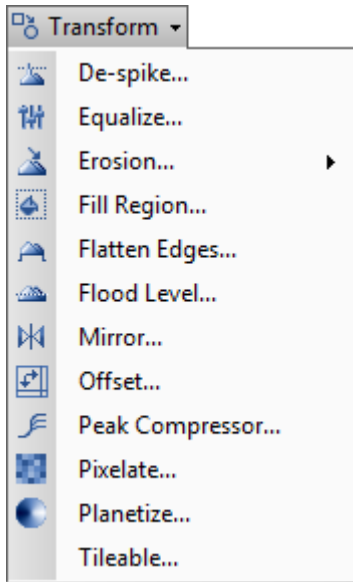 Transform
De-spike...
Equalize...
Erosion...
Fill Region...
Flatten Edges...
Flood Level...
Mirror...
Offset...
Peak Compressor...
Pixelate...
Planetize...
Tileable...